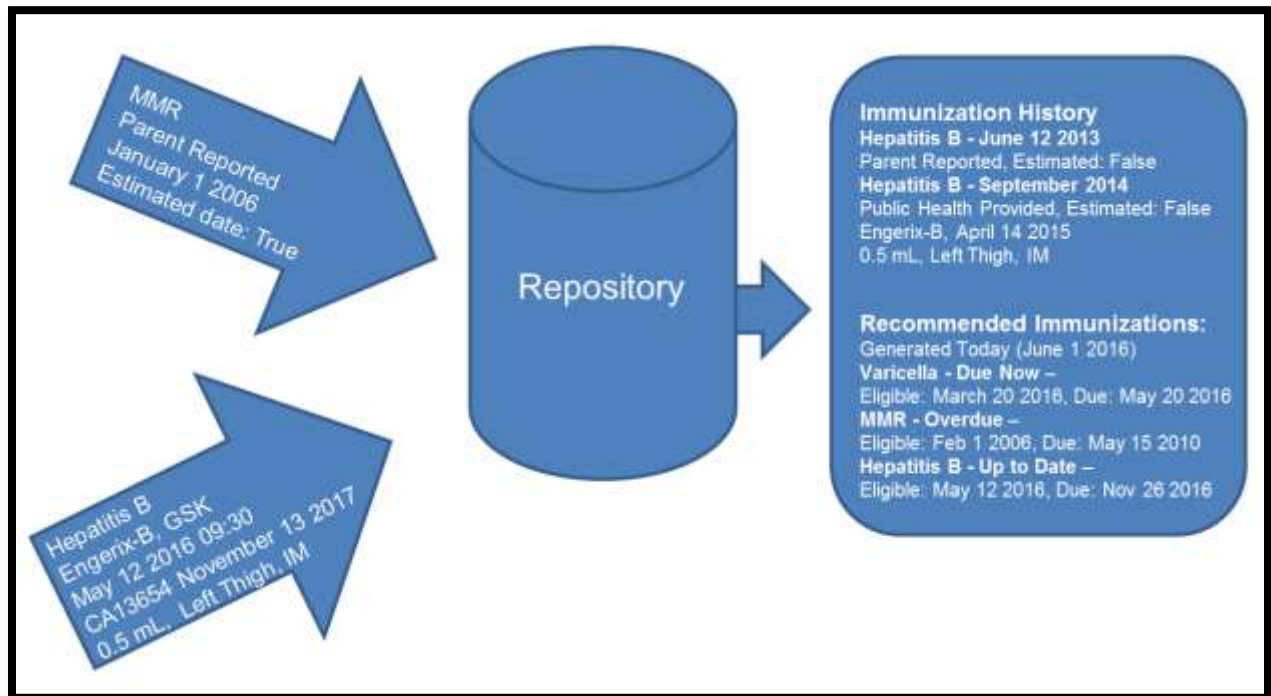 MMR
Parent Reported
January 1 2006
Estimated date: True
Hepatitis B
Engerix-B, GSK
May 12 2016 09:30
CA13654 November 13 2017
0.5 mL, Left Thigh, IM
Repository
Immunization History
Hepatitis B - June 12 2013
Parent Reported, Estimated: False
Hepatitis B - September 2014
Public Health Provided, Estimated: False
Engerix-B, April 14 2015
0.5 mL, Left Thigh, IM
Recommended Immunizations:
Generated Today (June 1 2016)
Varicella - Due Now –
Eligible: March 20 2016, Due: May 20 2016
MMR - Overdue –
Eligible: Feb 1 2006, Due: May 15 2010
Hepatitis B - Up to Date –
Eligible: May 12 2016, Due: Nov 26 2016